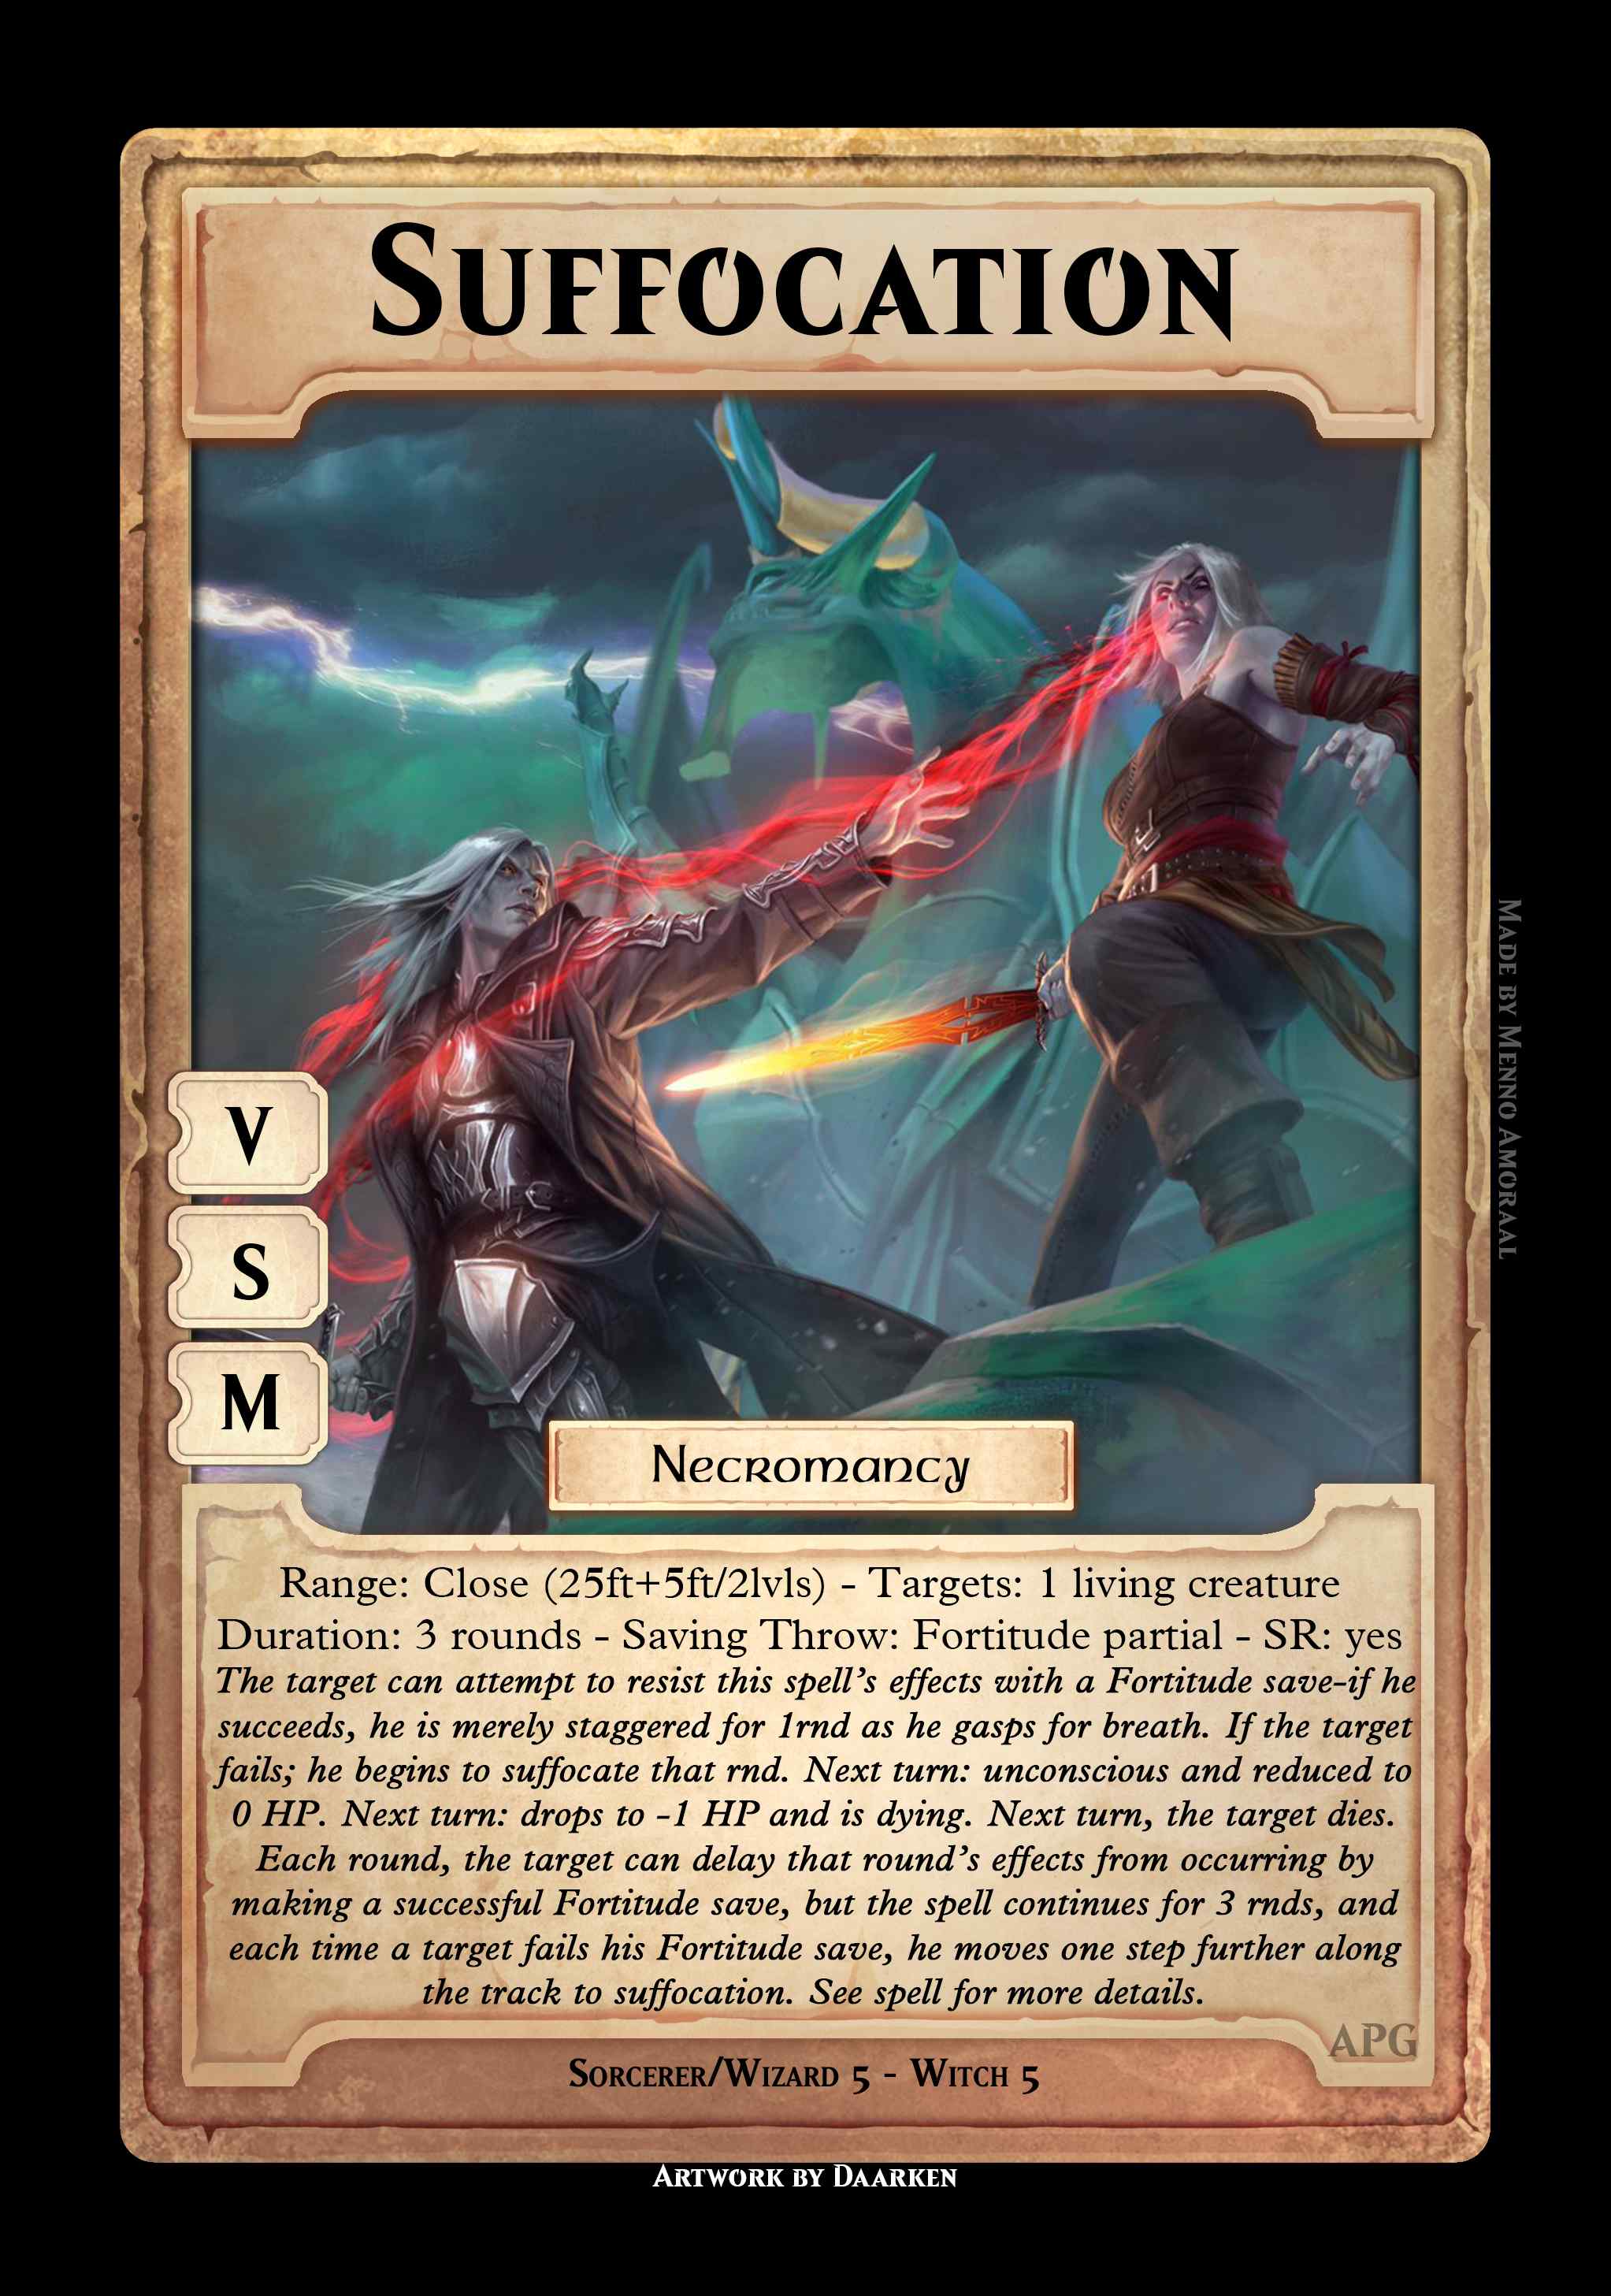 Suffocation
V
S
M
Necromancy
Range: Close (25ft+5ft/2lvls) - Targets: 1 living creature
Duration: 3 rounds - Saving Throw: Fortitude partial - SR: yes
The target can attempt to resist this spell's effects with a Fortitude save-if he
succeeds, he is merely staggered for 1rnd as he gasps for breath. If the target
fails; he begins to suffocate that rnd. Next turn: unconscious and reduced to
0 HP. Next turn: drops to -1 HP and is dying. Next turn, the target dies.
Each round, the target can delay that round's effects from occurring by
making a successful Fortitude save, but the spell continues for 3 rnds, and
each time a target fails his Fortitude save, he moves one step further along
the track to suffocation. See spell for more details.
APG
Sorcerer/Wizard 5 - Witch 5
Artwork by Daarken
Made by Menno Amoraal